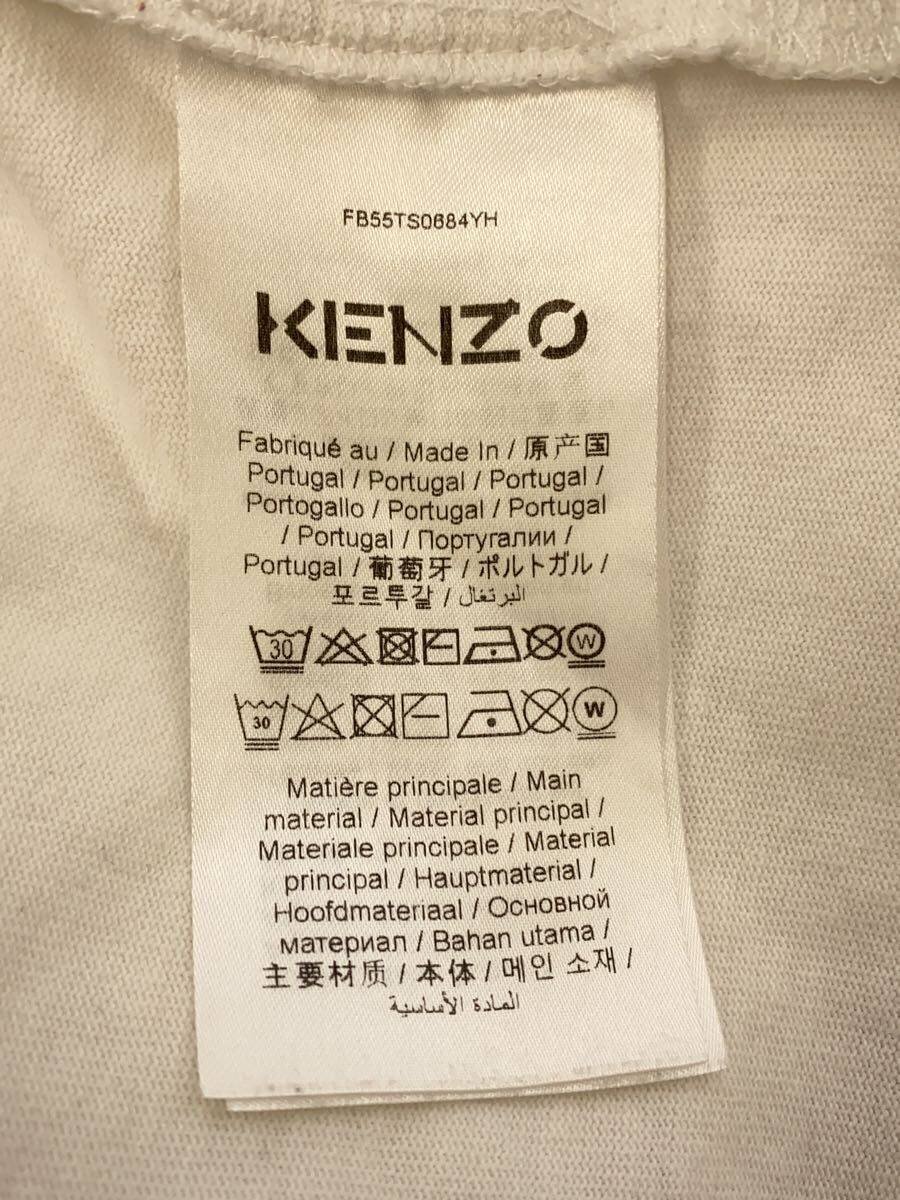 FB55TS0684YH
KENZO
Fabriqué au / Made In / 原产国
Portugal / Portugal / Portugal /
Portogallo / Portugal / Portugal
/ Portugal / Португалии /
Portugal / 葡萄牙 / ポルトガル /
포르투갈 / البرتغال
30 W
30 W
Matière principale / Main
material / Material principal /
Materiale principale / Material
principal / Hauptmaterial /
Hoofdmateriaal / Основной
материал / Bahan utama /
主要材质 / 本体 / 메인 소재 /
المادة الأساسية